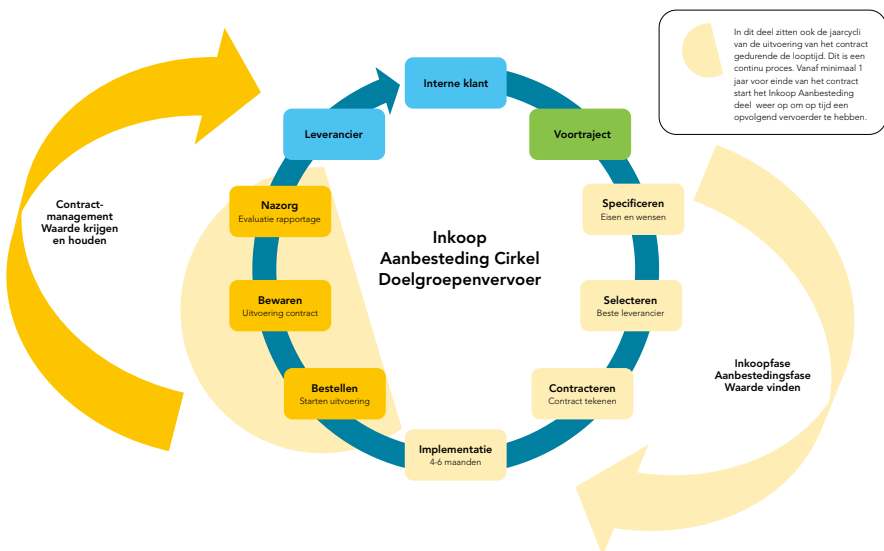 In dit deel zitten ook de jaarcycli
van de uitvoering van het contract
gedurende de looptijd. Dit is een
continu proces. Vanaf minimaal 1
jaar voor einde van het contract
start het Inkoop Aanbesteding
deel weer op om op tijd een
opvolgend vervoerder te hebben.
Interne klant
Leverancier
Voortraject
Contract-
management
Waarde krijgen
en houden
Nazorg
Evaluatie rapportage
Specificeren
Eisen en wensen
Inkoop
Aanbesteding Cirkel
Doelgroepenvervoer
Bewaren
Uitvoering contract
Selecteren
Beste leverancier
Inkoopfase
Aanbestedingsfase
Waarde vinden
Bestellen
Starten uitvoering
Contracteren
Contract tekenen
Implementatie
4-6 maanden